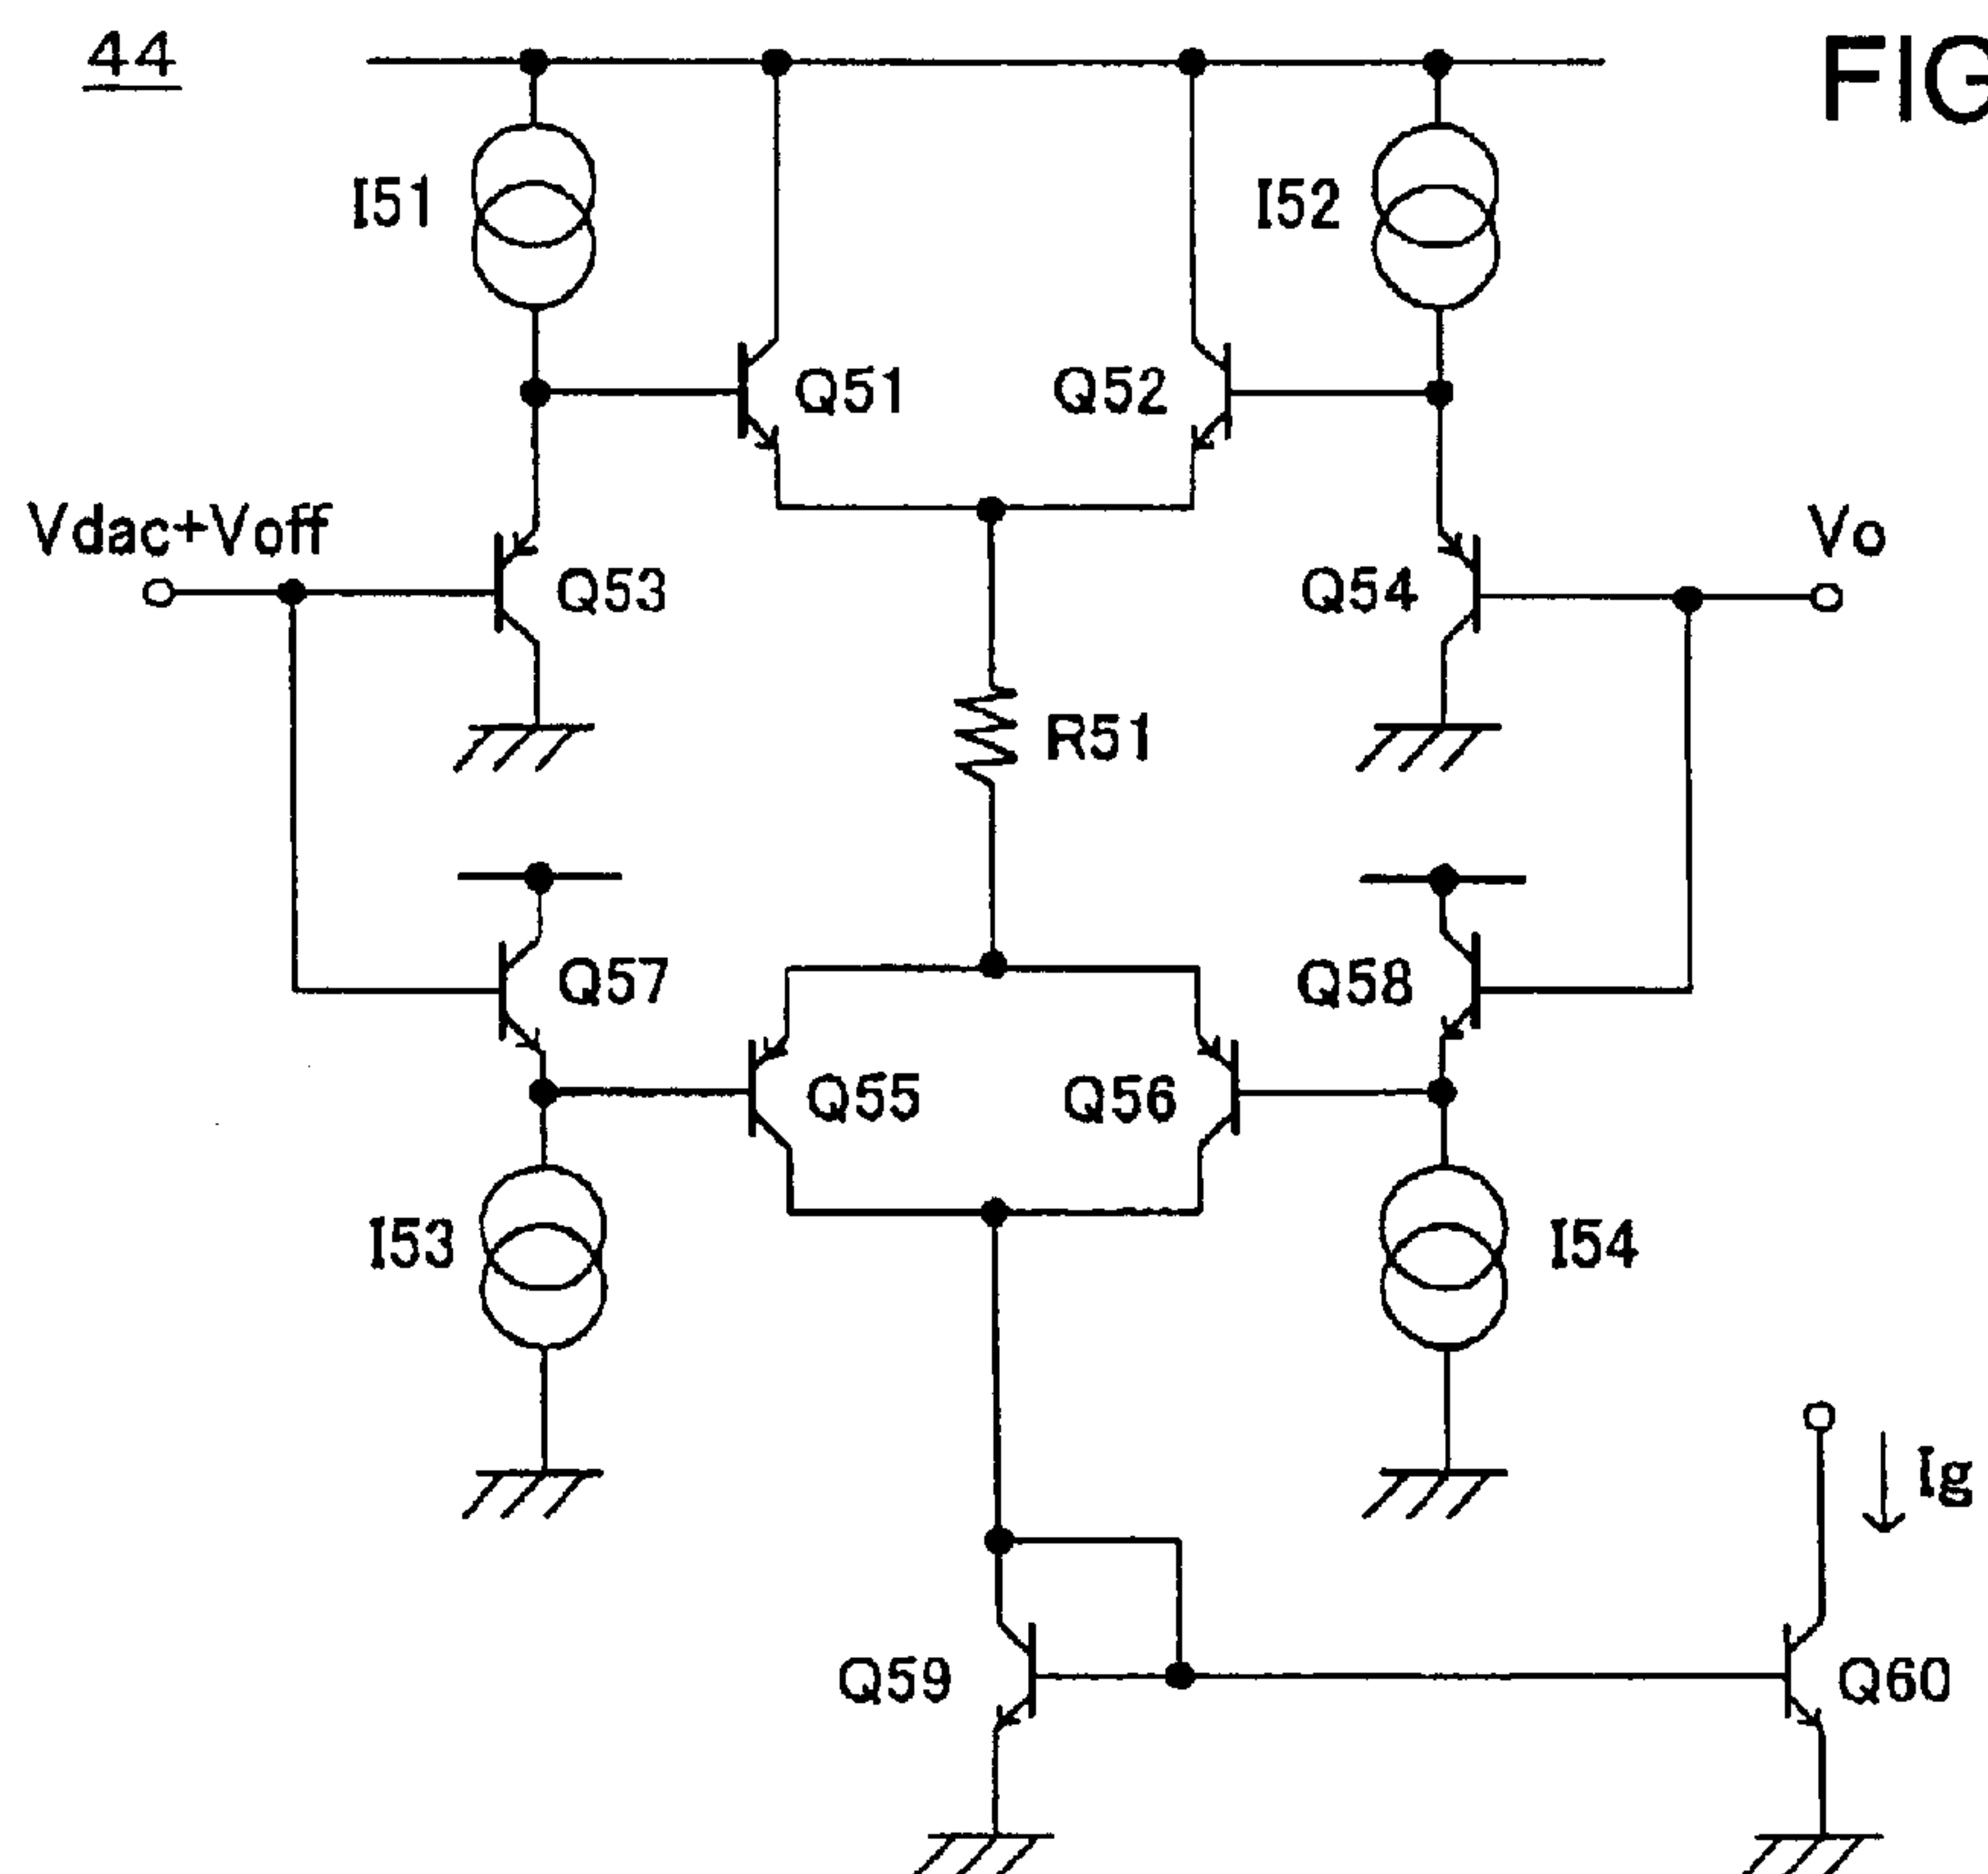 44
FIG
I51
I52
Q51
Q52
Vdac+Voff
Vo
Q53
Q54
R51
Q57
Q58
Q55
Q56
I53
I54
Ig
Q59
Q60